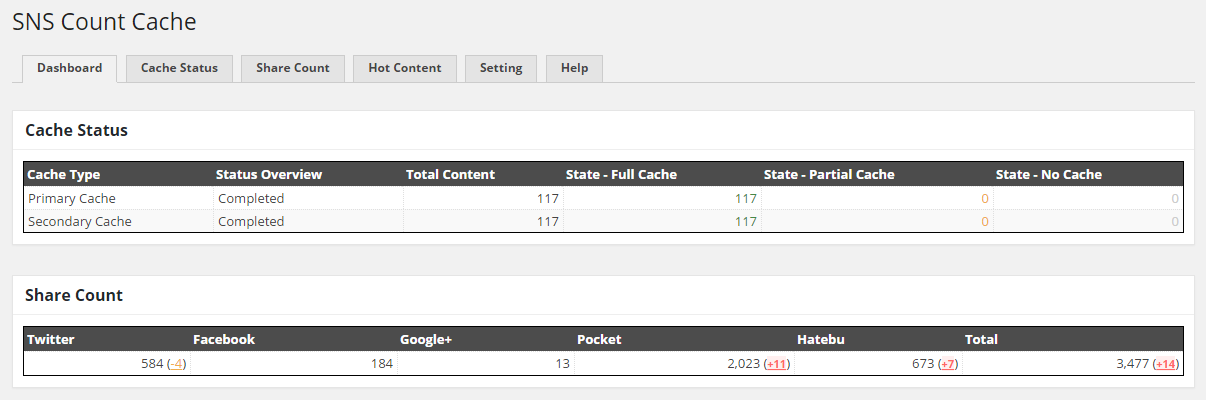 SNS Count Cache
Dashboard Cache Status Share Count Hot Content Setting Help
Cache Status
Cache Type Status Overview Total Content State - Full Cache State - Partial Cache State - No Cache
Primary Cache Completed 117 117 0 0
Secondary Cache Completed 117 117 0 0
Share Count
Twitter Facebook Google+ Pocket Hatebu Total
584 (-4) 184 13 2,023 (+11) 673 (+7) 3,477 (+14)